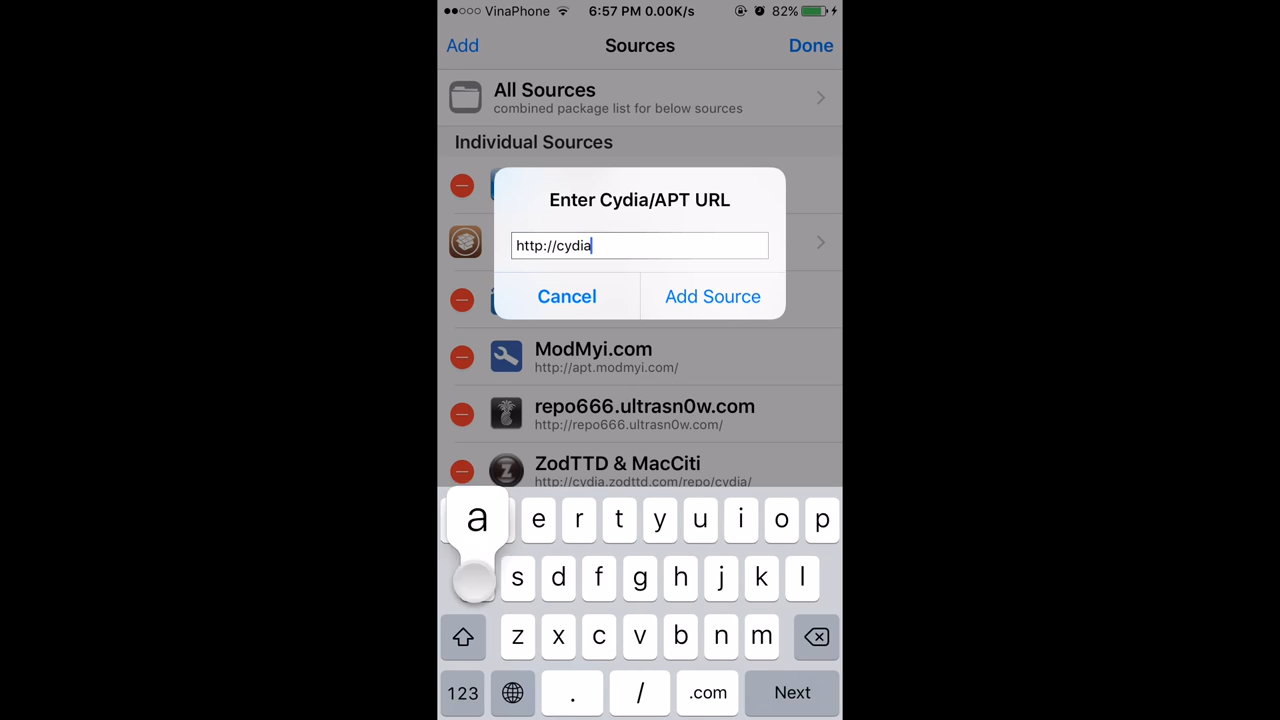 VinaPhone 6:57 PM 0.00K/s 82%
Add Sources Done
All Sources
combined package list for below sources
Individual Sources
Enter Cydia/APT URL
http://cydia
Cancel Add Source
ModMyi.com
http://apt.modmyi.com/
repo666.ultrasn0w.com
http://repo666.ultrasn0w.com/
Z
ZodTTD & MacCiti
http://cydia.zodttd.com/repo/cydia/
a e r t y u i o p
s d f g h j k l
z x c v b n m
123 . / .com Next